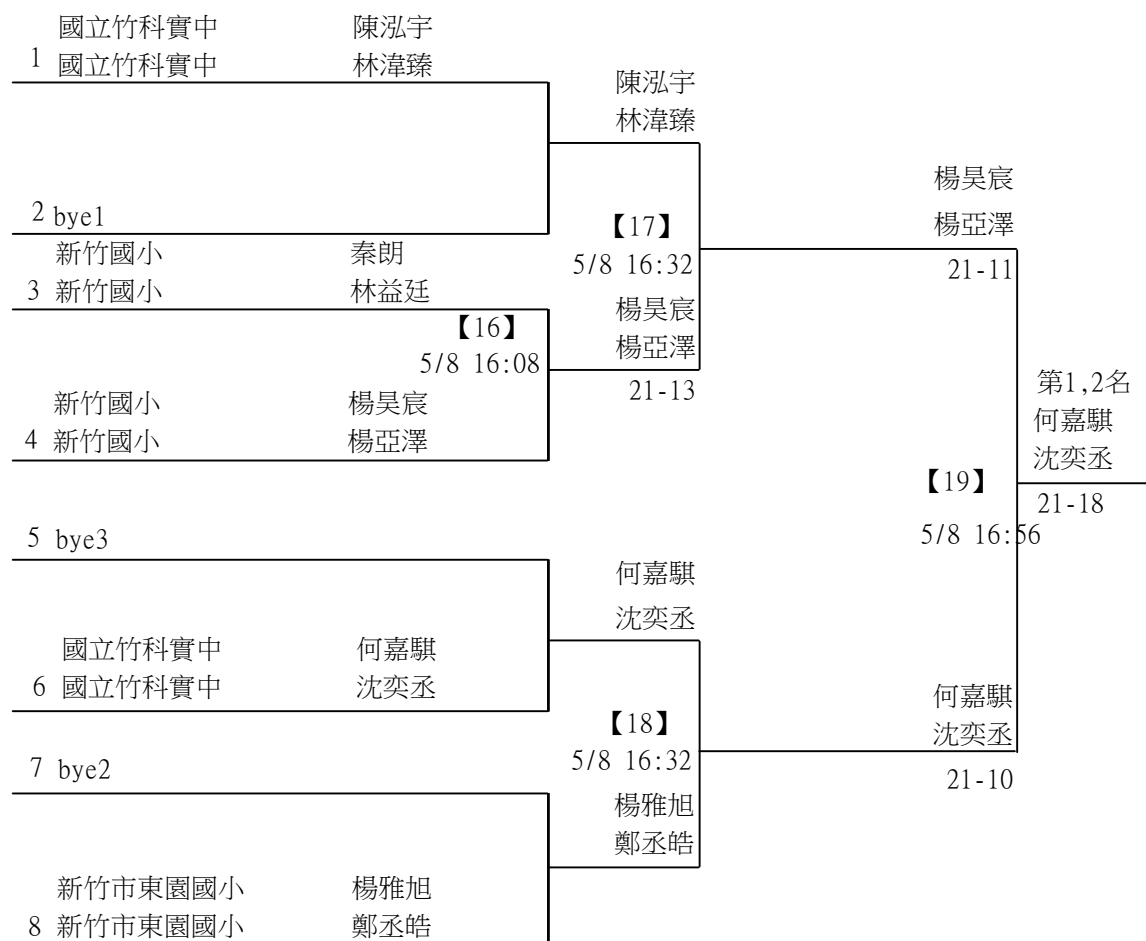 國立竹科實中 陳泓宇
1 國立竹科實中 林湋臻
陳泓宇
林湋臻
楊昊宸
楊亞澤
21-11
2 bye1
【17】
5/8 16:32
新竹國小 秦朗
3 新竹國小 林益廷
【16】
5/8 16:08
楊昊宸
楊亞澤
21-13
新竹國小 楊昊宸
4 新竹國小 楊亞澤
第1,2名
何嘉騏
沈奕丞
21-18
【19】
5/8 16:56
5 bye3
何嘉騏
沈奕丞
國立竹科實中 何嘉騏
6 國立竹科實中 沈奕丞
【18】
5/8 16:32
何嘉騏
沈奕丞
21-10
7 bye2
楊雅旭
鄭丞皓
新竹市東園國小 楊雅旭
8 新竹市東園國小 鄭丞皓